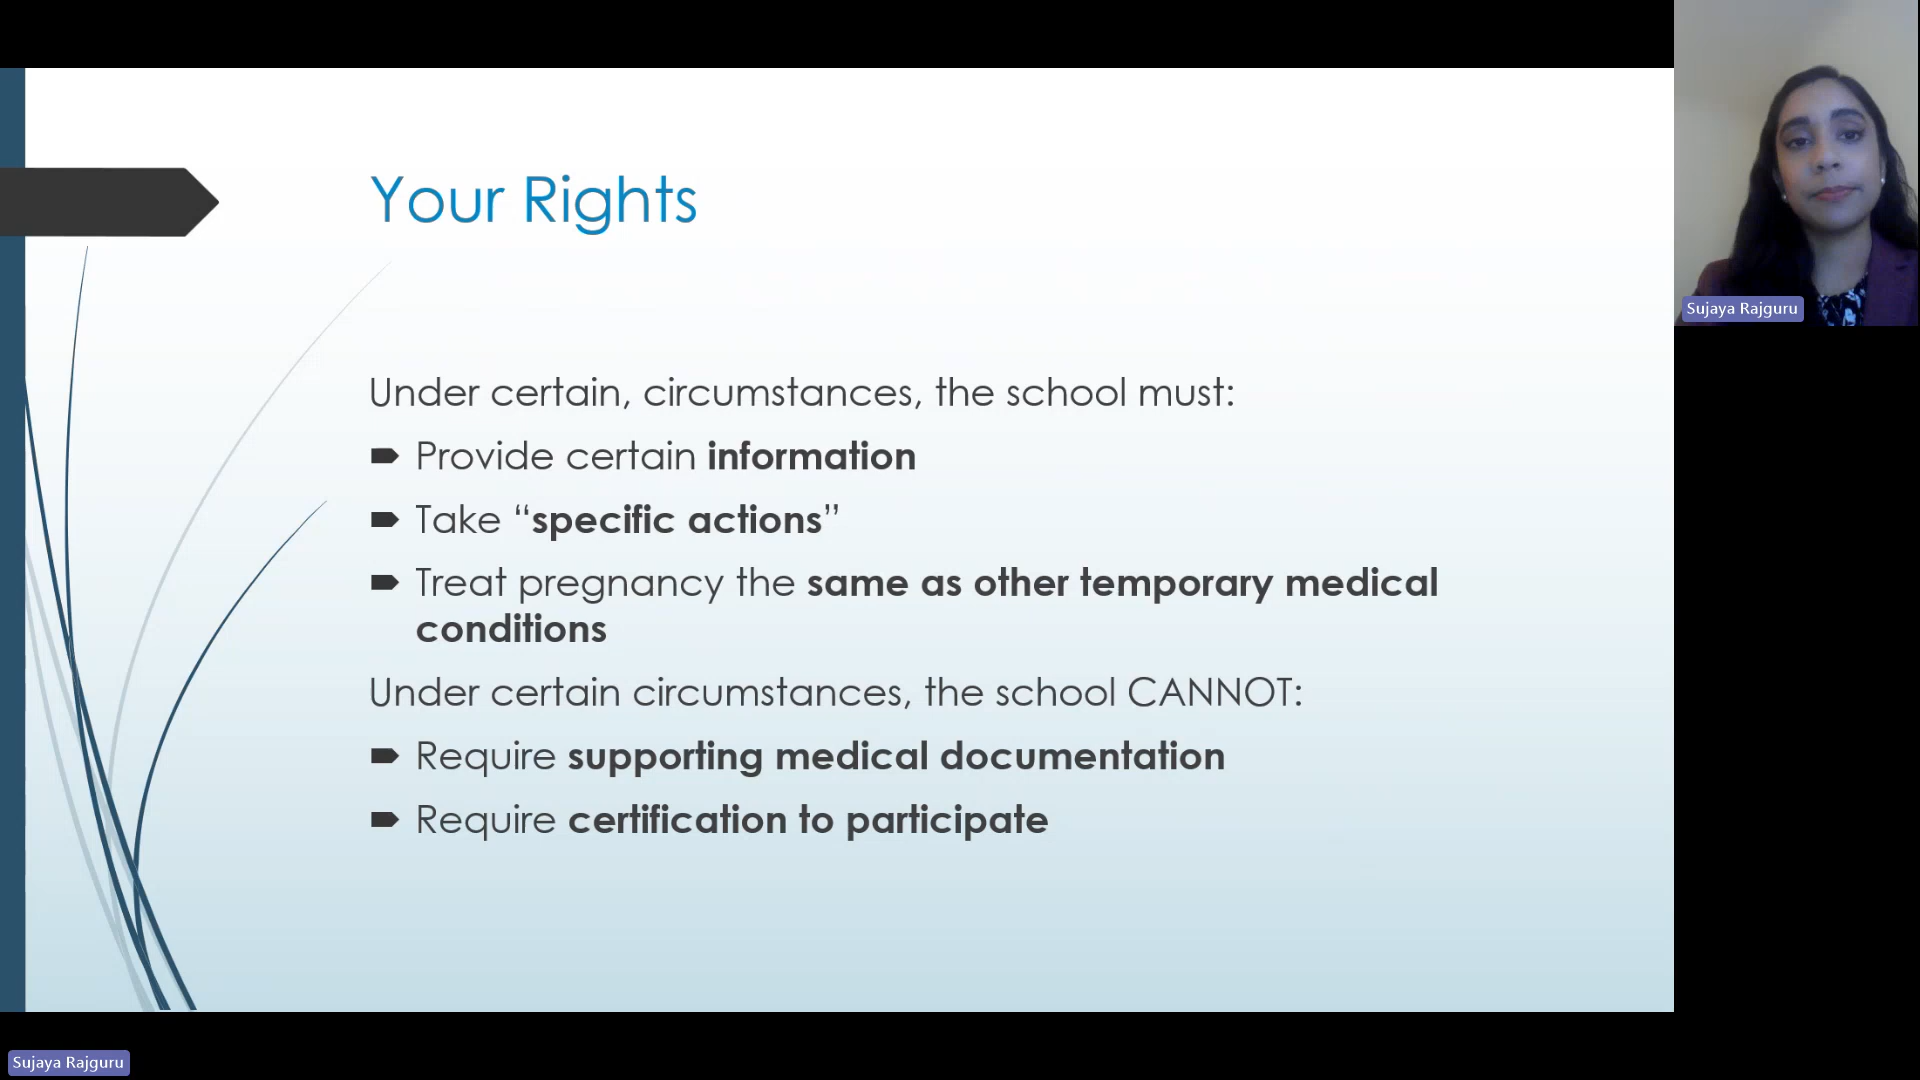 Your Rights
Under certain, circumstances, the school must:
Provide certain information
Take “specific actions”
Treat pregnancy the same as other temporary medical
conditions
Under certain circumstances, the school CANNOT:
Require supporting medical documentation
Require certification to participate
Sujaya Rajguru
Sujaya Rajguru